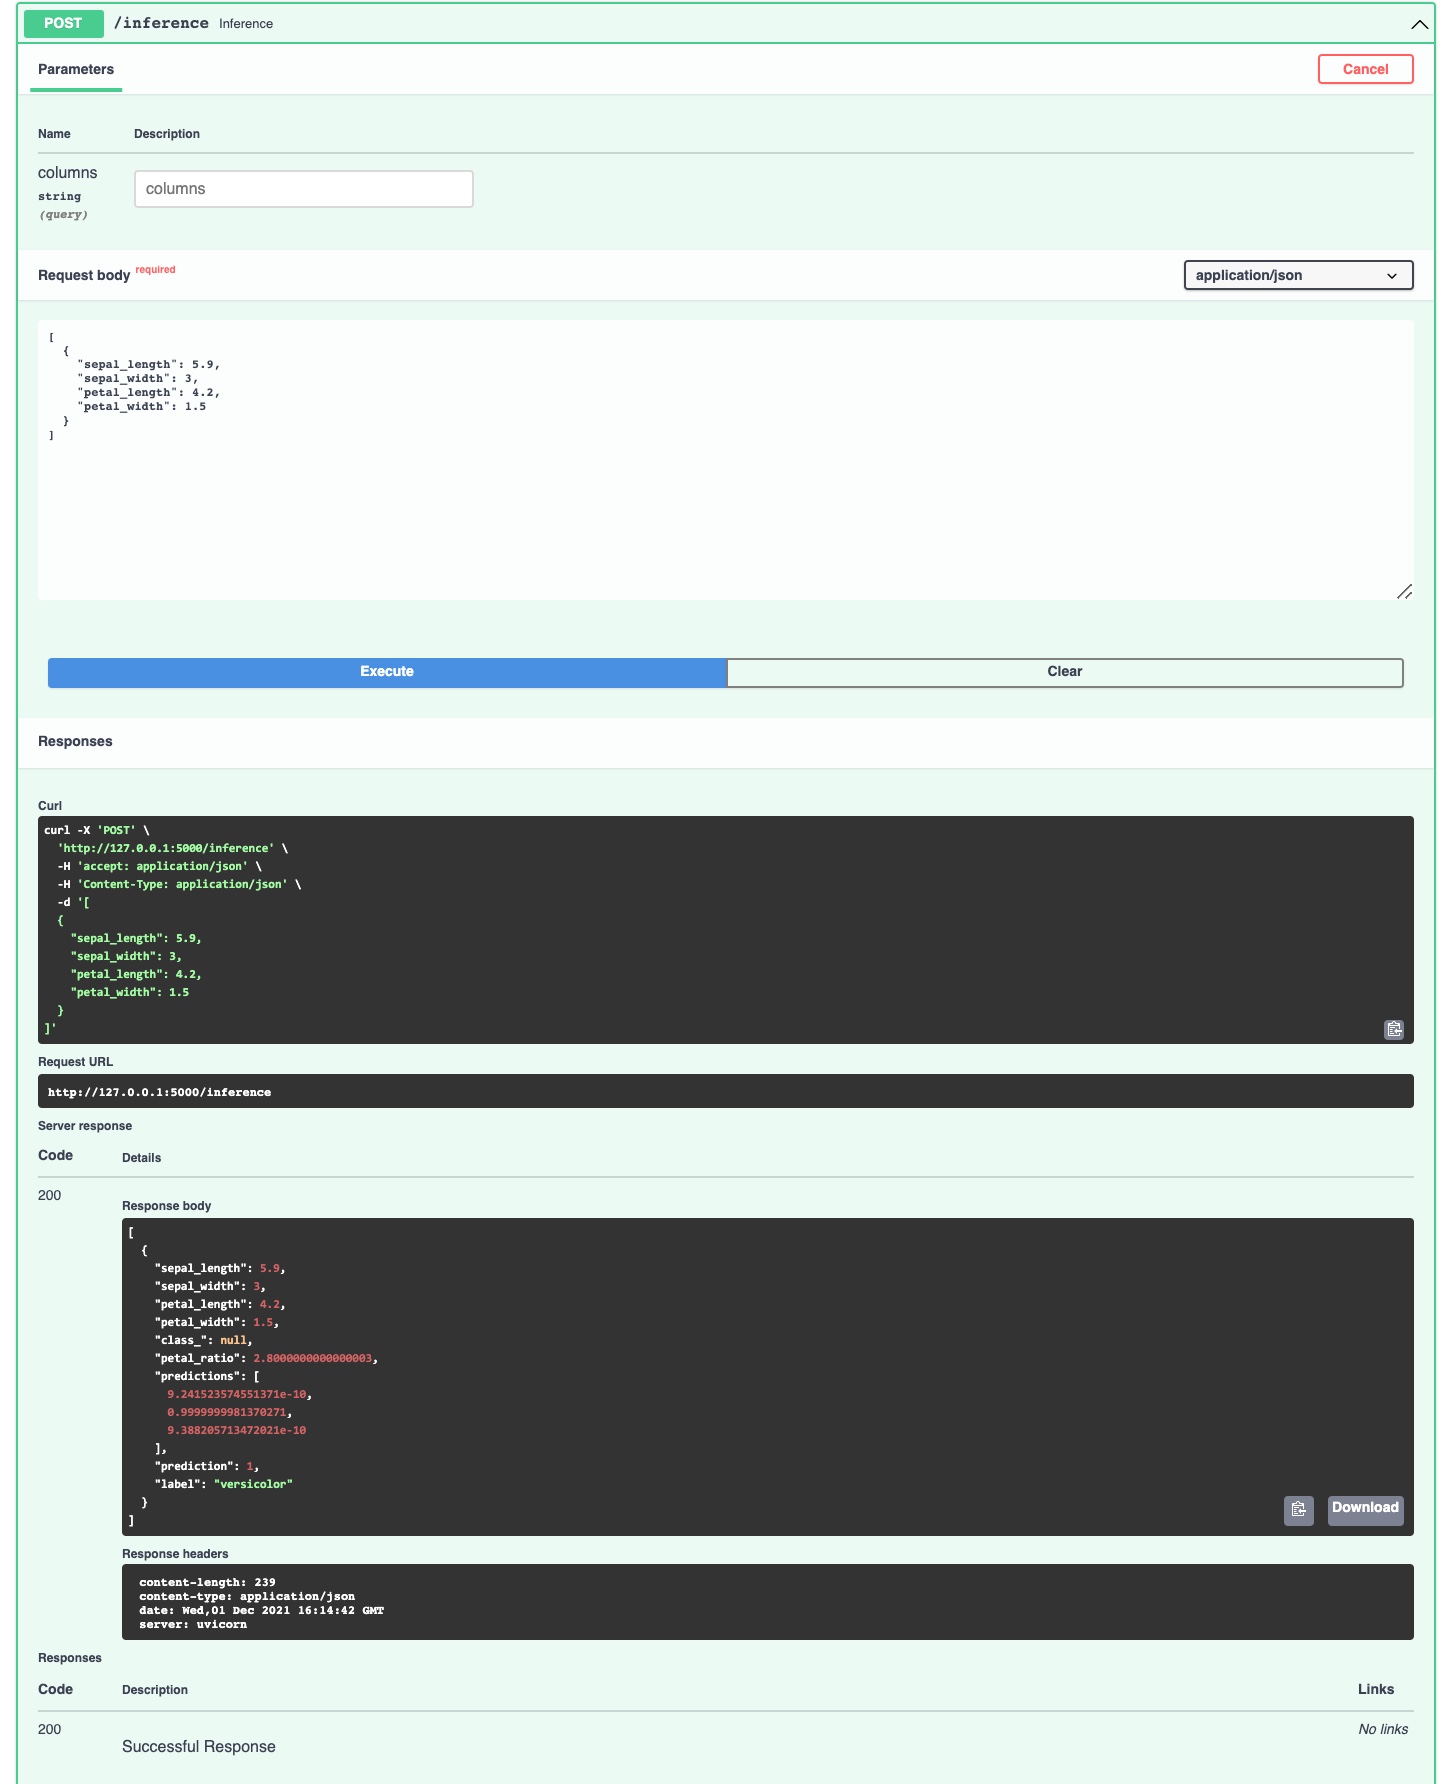 POST /inference Inference
Parameters Cancel
Name Description
columns columns
string
(query)
Request body required application/json
[
  {
    "sepal_length": 5.9,
    "sepal_width": 3,
    "petal_length": 4.2,
    "petal_width": 1.5
  }
]
Execute Clear
Responses
Curl
curl -X 'POST' \
  'http://127.0.0.1:5000/inference' \
  -H 'accept: application/json' \
  -H 'Content-Type: application/json' \
  -d '[
  {
    "sepal_length": 5.9,
    "sepal_width": 3,
    "petal_length": 4.2,
    "petal_width": 1.5
  }
]'
Request URL
http://127.0.0.1:5000/inference
Server response
Code Details
200
Response body
[
  {
    "sepal_length": 5.9,
    "sepal_width": 3,
    "petal_length": 4.2,
    "petal_width": 1.5,
    "class_": null,
    "petal_ratio": 2.8000000000000003,
    "predictions": [
      9.241523574551371e-10,
      0.9999999981370271,
      9.388205713472021e-10
    ],
    "prediction": 1,
    "label": "versicolor"
  }
]
Download
Response headers
content-length: 239
content-type: application/json
date: Wed,01 Dec 2021 16:14:42 GMT
server: uvicorn
Responses
Code Description Links
200 No links
Successful Response